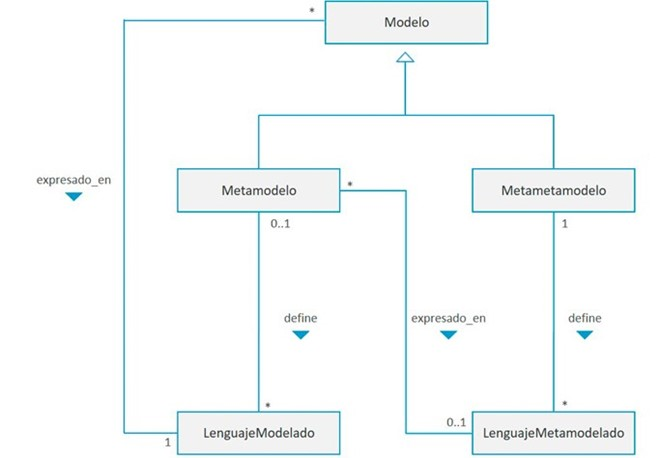 *
Modelo
expresado_en
Metamodelo
*
Metametamodelo
0..1
1
define
expresado_en
define
*
*
0..1
1
LenguajeModelado
LenguajeMetamodelado